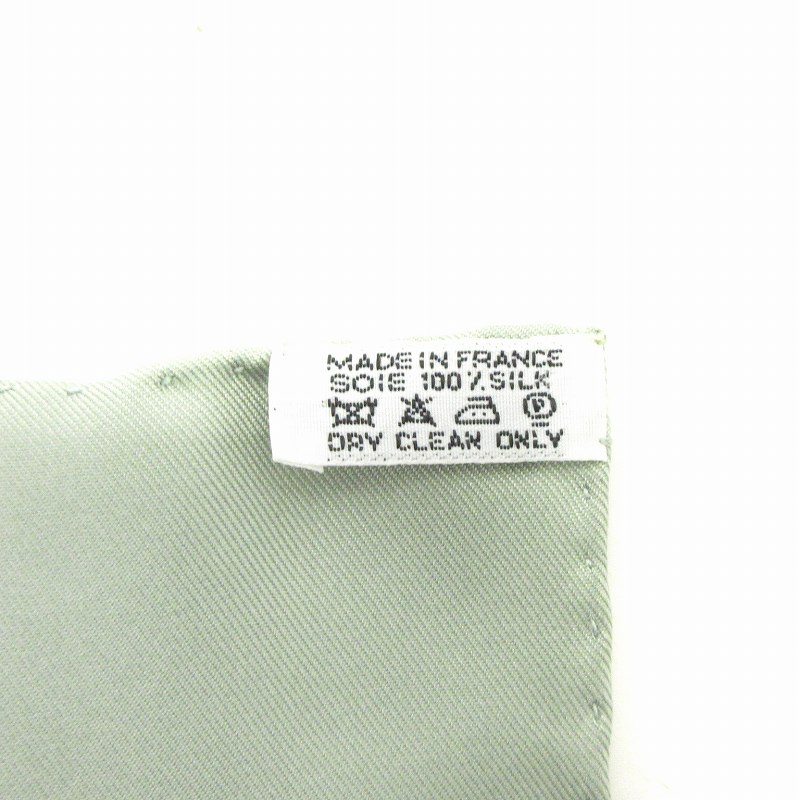 MADE IN FRANCE
SOIE 100% SILK
P
DRY CLEAN ONLY